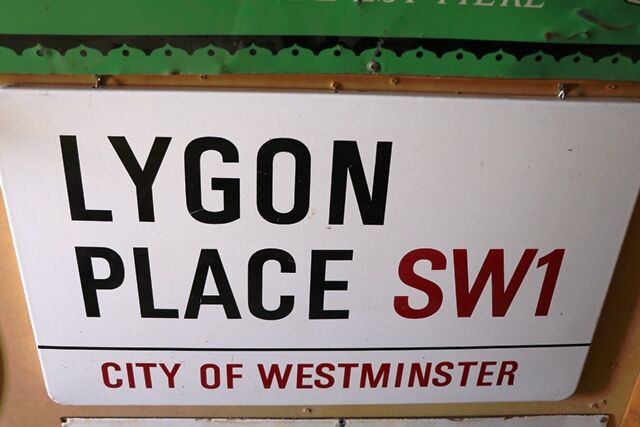 LYGON
PLACE SW1
CITY OF WESTMINSTER